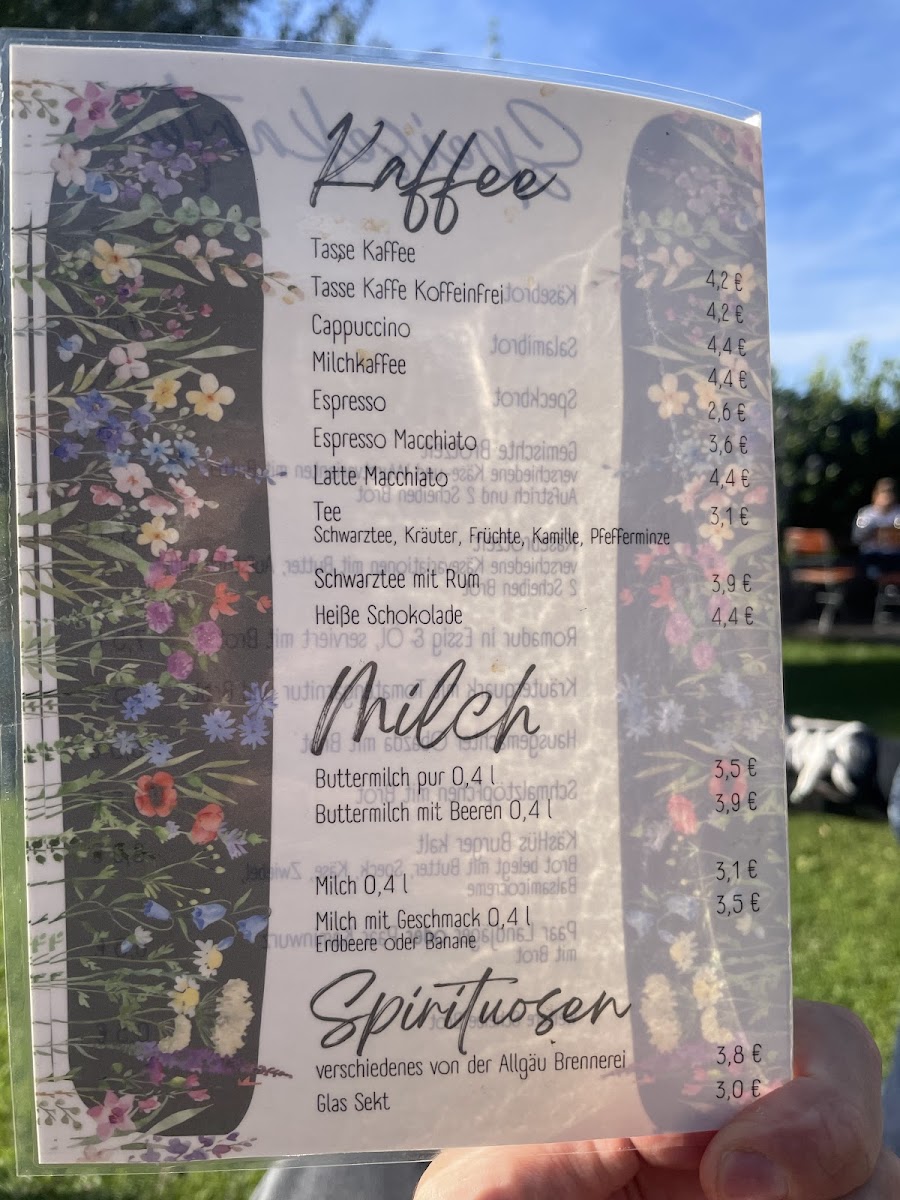 Kaffee
Tasse Kaffee 4,2 €
Tasse Kaffe Koffeinfrei 4,2 €
Cappuccino 4,4 €
Milchkaffee 4,4 €
Espresso 2,6 €
Espresso Macchiato 3,6 €
Latte Macchiato 4,4 €
Tee 3,1 €
Schwarztee, Kräuter, Früchte, Kamille, Pfefferminze
Schwarztee mit Rum 3,9 €
Heiße Schokolade 4,4 €
Milch
Buttermilch pur 0,4 l 3,5 €
Buttermilch mit Beeren 0,4 l 3,9 €
Milch 0,4 l 3,1 €
Milch mit Geschmack 0,4 l 3,5 €
Erdbeere oder Banane
Spirituosen
verschiedenes von der Allgäu Brennerei 3,8 €
Glas Sekt 3,0 €